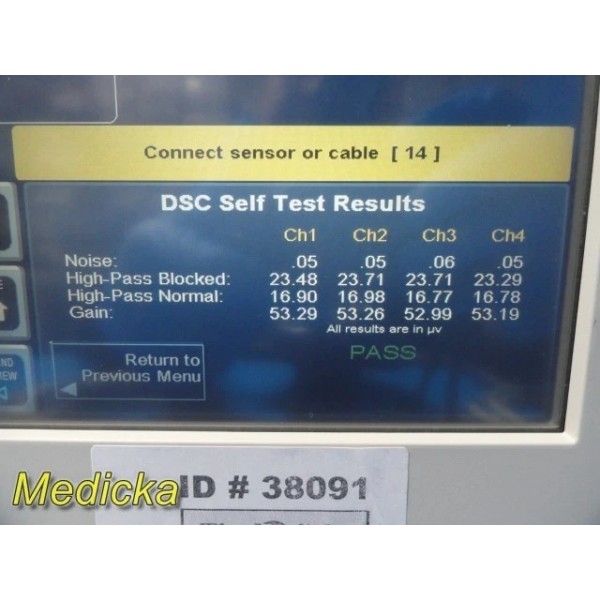 Connect sensor or cable [ 14 ]
DSC Self Test Results
Ch1 Ch2 Ch3 Ch4
Noise: .05 .05 .06 .05
High-Pass Blocked: 23.48 23.71 23.71 23.29
High-Pass Normal: 16.90 16.98 16.77 16.78
Gain: 53.29 53.26 52.99 53.19
All results are in µv
PASS
Return to
Previous Menu
Medicka
ID # 38091